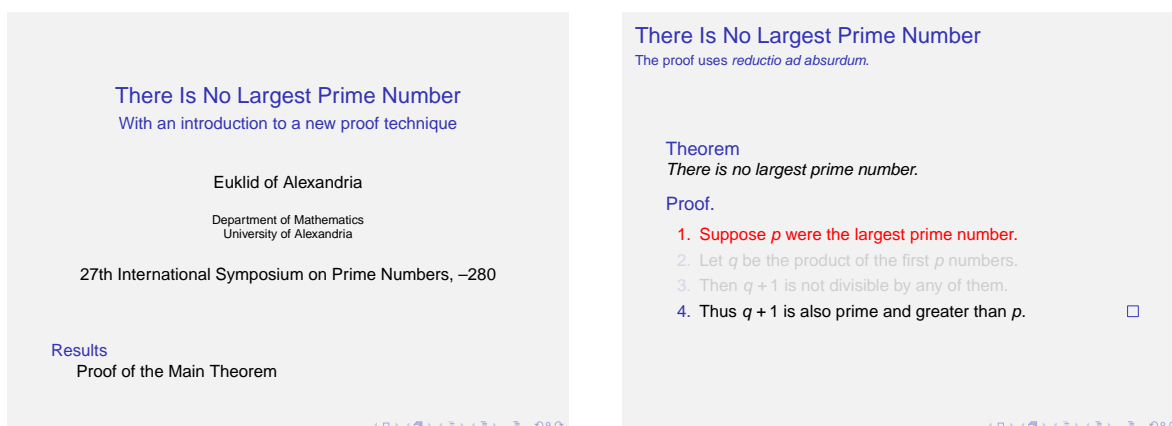 There Is No Largest Prime Number
With an introduction to a new proof technique
Euklid of Alexandria
Department of Mathematics
University of Alexandria
27th International Symposium on Prime Numbers, –280
Results
Proof of the Main Theorem
There Is No Largest Prime Number
The proof uses reductio ad absurdum.
Theorem
There is no largest prime number.
Proof.
1. Suppose p were the largest prime number.
2. Let q be the product of the first p numbers.
3. Then q + 1 is not divisible by any of them.
4. Thus q + 1 is also prime and greater than p. □